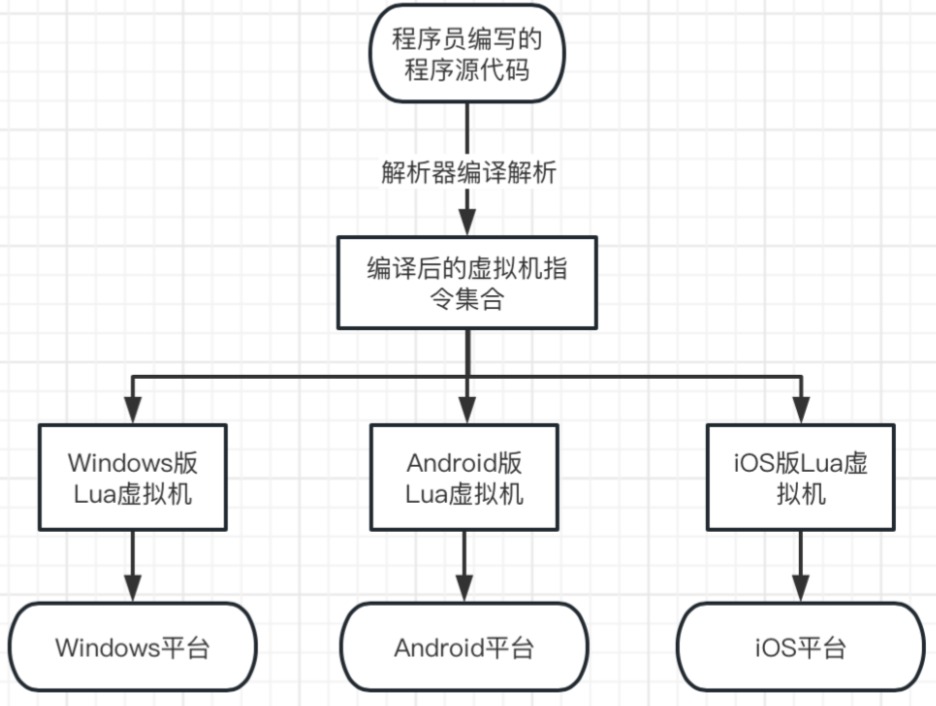 程序员编写的
程序源代码
解析器编译解析
编译后的虚拟机指
令集合
Windows版
Lua虚拟机
Android版
Lua虚拟机
iOS版Lua虚
拟机
Windows平台
Android平台
iOS平台